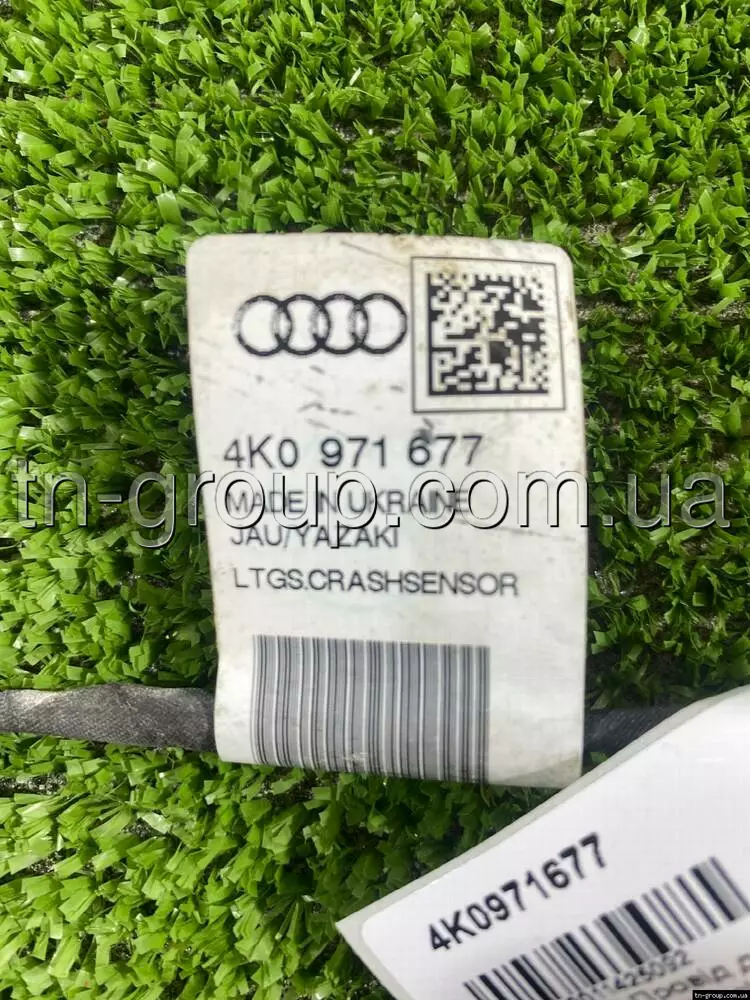 4K0 971 677
MADE IN UKRAINE
tn-group.com.ua
JAU/YAZAKI
LTGS.CRASHSENSOR
4K0971677
tn-group.com.ua